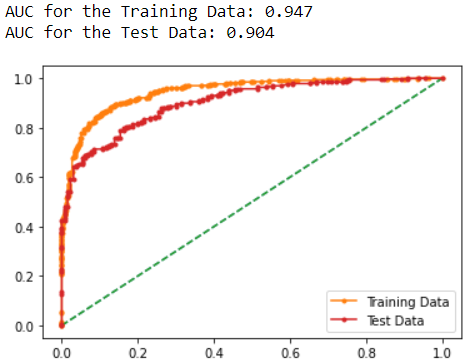 AUC for the Training Data: 0.947
AUC for the Test Data: 0.904
1.0
0.8
0.6
0.4
0.2
0.0
Training Data
Test Data
0.0 0.2 0.4 0.6 0.8 1.0